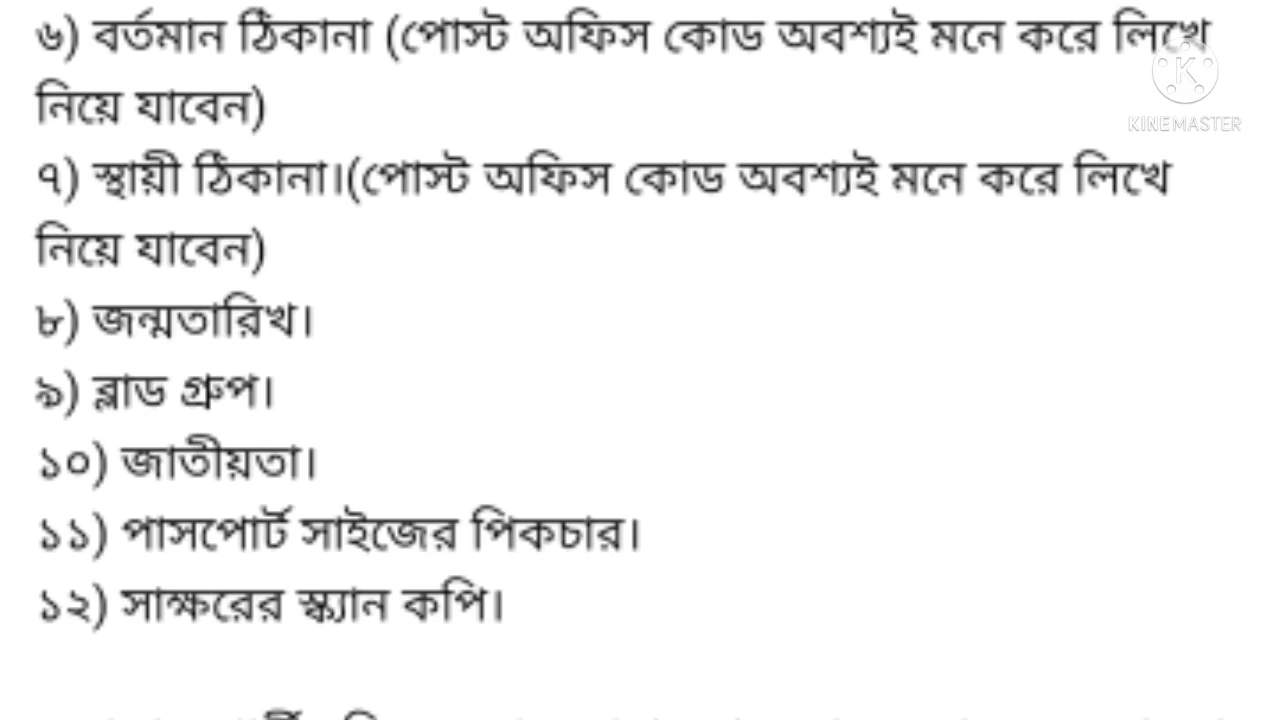 ৬) বর্তমান ঠিকানা (পোস্ট অফিস কোড অবশ্যই মনে করে লিখে
নিয়ে যাবেন)
৭) স্থায়ী ঠিকানা।(পোস্ট অফিস কোড অবশ্যই মনে করে লিখে
নিয়ে যাবেন)
৮) জন্মতারিখ।
৯) ব্লাড গ্রুপ।
১০) জাতীয়তা।
১১) পাসপোর্ট সাইজের পিকচার।
১২) সাক্ষরের স্ক্যান কপি।
K
KINEMASTER